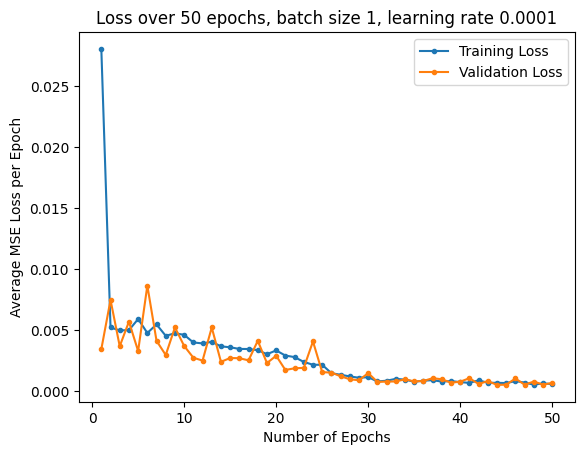 Loss over 50 epochs, batch size 1, learning rate 0.0001
Training Loss
Validation Loss
Average MSE Loss per Epoch
0.025
0.020
0.015
0.010
0.005
0.000
0 10 20 30 40 50
Number of Epochs